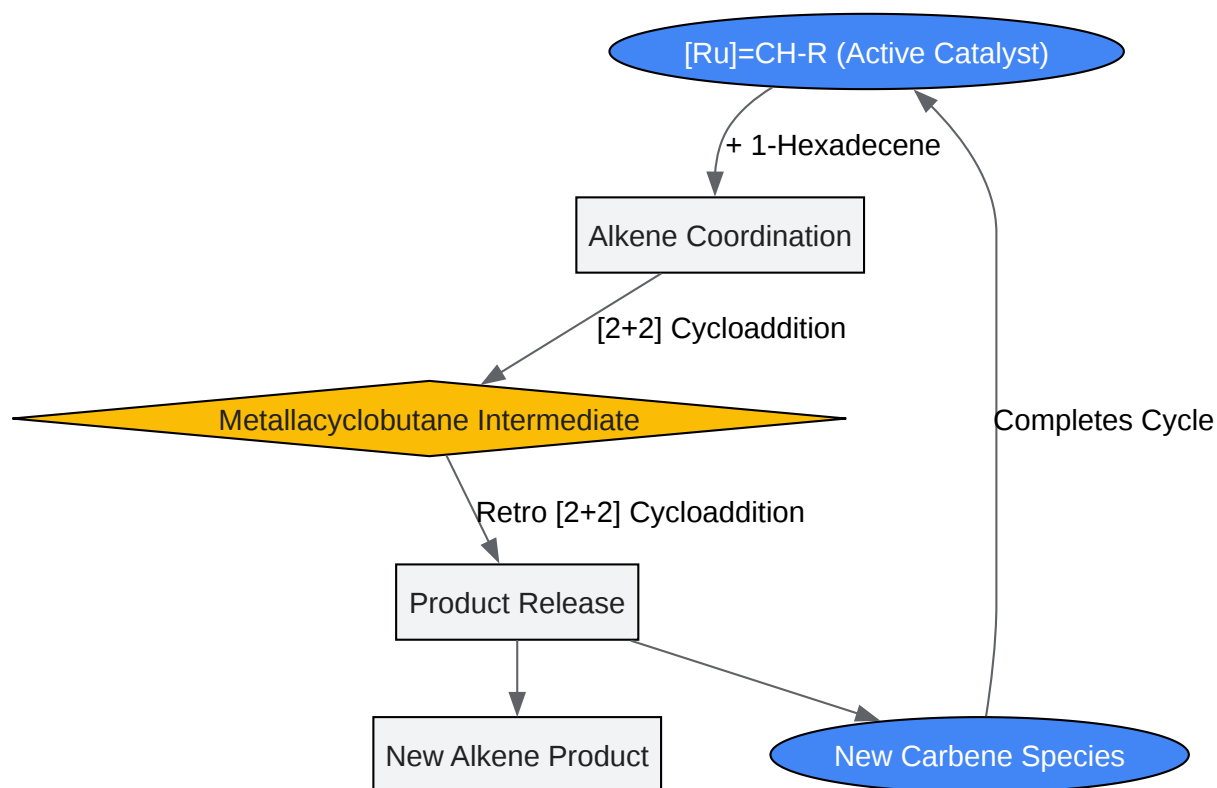 [Ru]=CH-R (Active Catalyst)
+ 1-Hexadecene
Alkene Coordination
[2+2] Cycloaddition
Metallacyclobutane Intermediate
Completes Cycle
Retro [2+2] Cycloaddition
Product Release
New Alkene Product
New Carbene Species